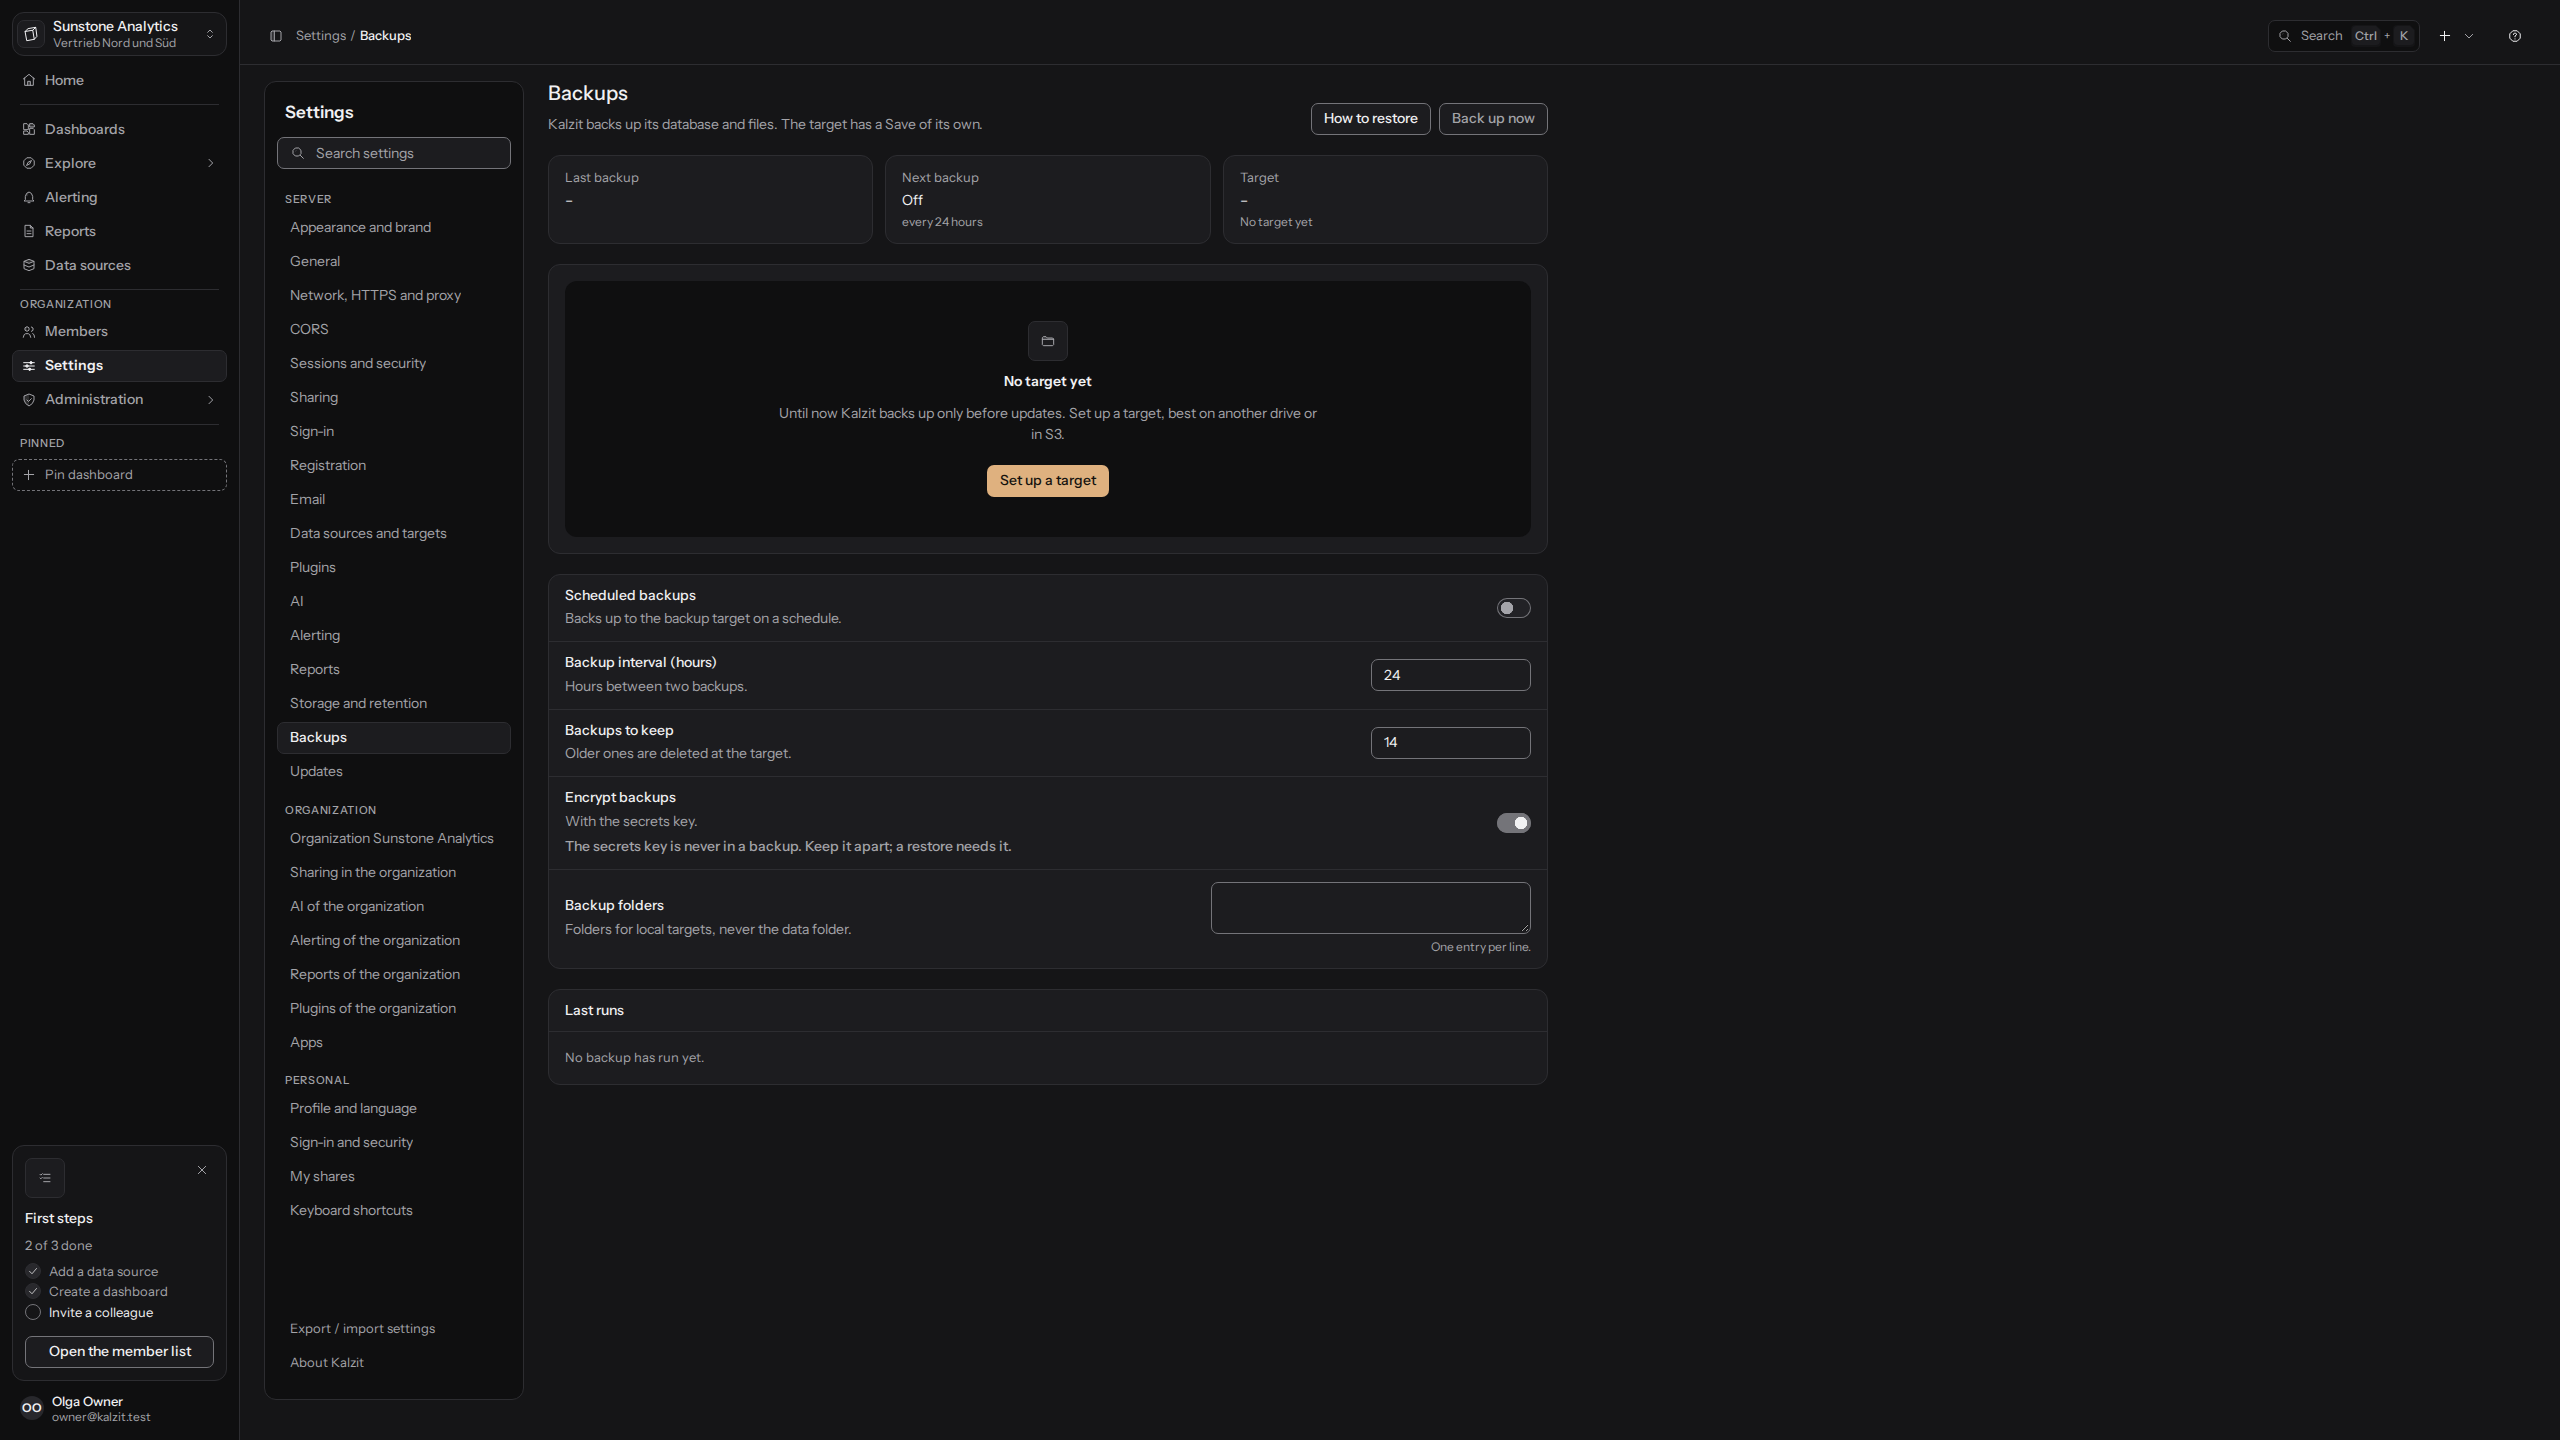 Sunstone Analytics
Vertrieb Nord und Süd
Home
Dashboards
Explore
Alerting
Reports
Data sources
ORGANIZATION
Members
Settings
Administration
PINNED
Pin dashboard
First steps
2 of 3 done
Add a data source
Create a dashboard
Invite a colleague
Open the member list
OO
Olga Owner
owner@kalzit.test
Settings / Backups
Search Ctrl + K
Settings
Search settings
SERVER
Appearance and brand
General
Network, HTTPS and proxy
CORS
Sessions and security
Sharing
Sign-in
Registration
Email
Data sources and targets
Plugins
AI
Alerting
Reports
Storage and retention
Backups
Updates
ORGANIZATION
Organization Sunstone Analytics
Sharing in the organization
AI of the organization
Alerting of the organization
Reports of the organization
Plugins of the organization
Apps
PERSONAL
Profile and language
Sign-in and security
My shares
Keyboard shortcuts
Export / import settings
About Kalzit
Backups
Kalzit backs up its database and files. The target has a Save of its own.
How to restore
Back up now
Last backup
–
Next backup
Off
every 24 hours
Target
–
No target yet
No target yet
Until now Kalzit backs up only before updates. Set up a target, best on another drive or
in S3.
Set up a target
Scheduled backups
Backs up to the backup target on a schedule.
Backup interval (hours)
Hours between two backups.
24
Backups to keep
Older ones are deleted at the target.
14
Encrypt backups
With the secrets key.
The secrets key is never in a backup. Keep it apart; a restore needs it.
Backup folders
Folders for local targets, never the data folder.
One entry per line.
Last runs
No backup has run yet.